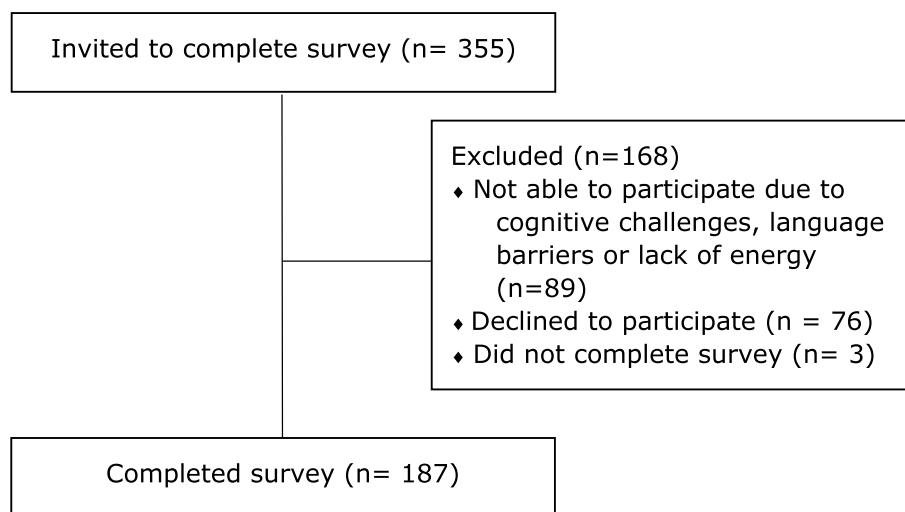 Invited to complete survey (n= 355)
Excluded (n=168)
♦ Not able to participate due to
cognitive challenges, language
barriers or lack of energy
(n=89)
♦ Declined to participate (n = 76)
♦ Did not complete survey (n= 3)
Completed survey (n= 187)